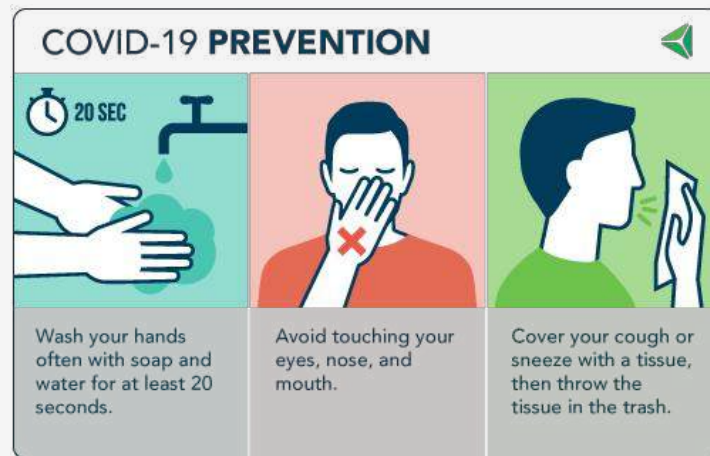 COVID-19 PREVENTION
20 SEC
Wash your hands
often with soap and
water for at least 20
seconds.
Avoid touching your
eyes, nose, and
mouth.
Cover your cough or
sneeze with a tissue,
then throw the
tissue in the trash.